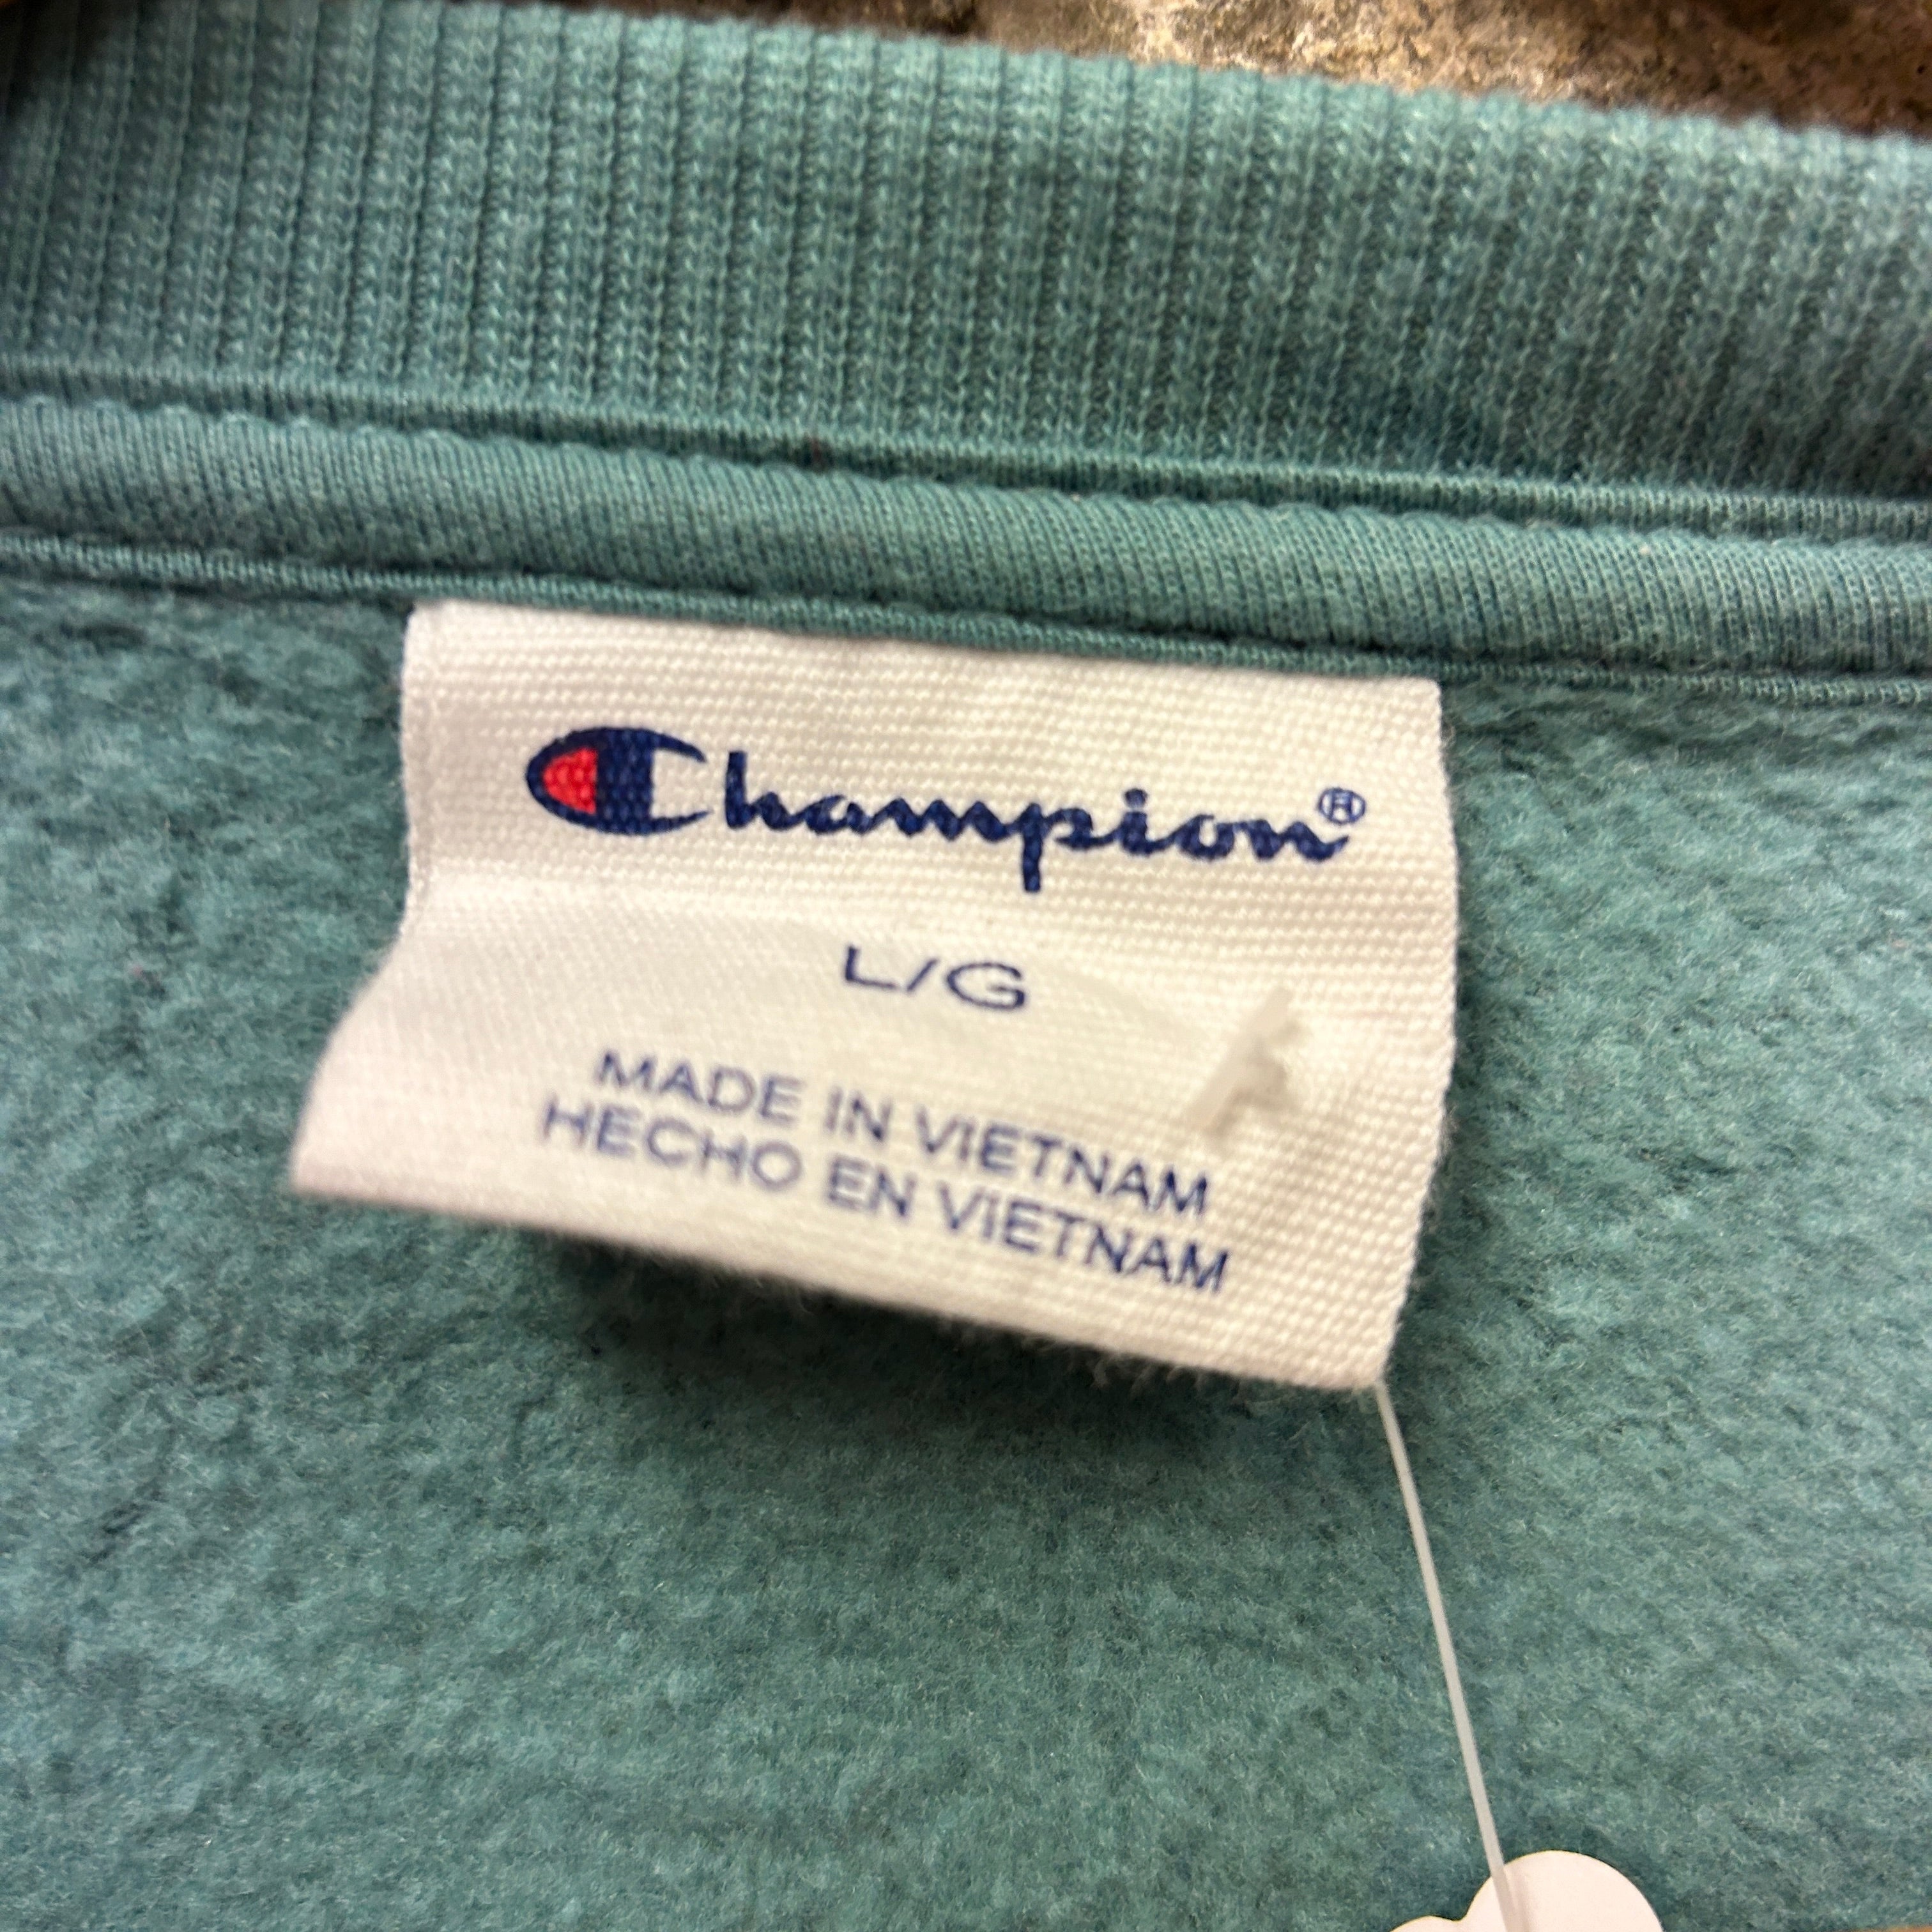 Champion®
L/G
MADE IN VIETNAM
HECHO EN VIETNAM